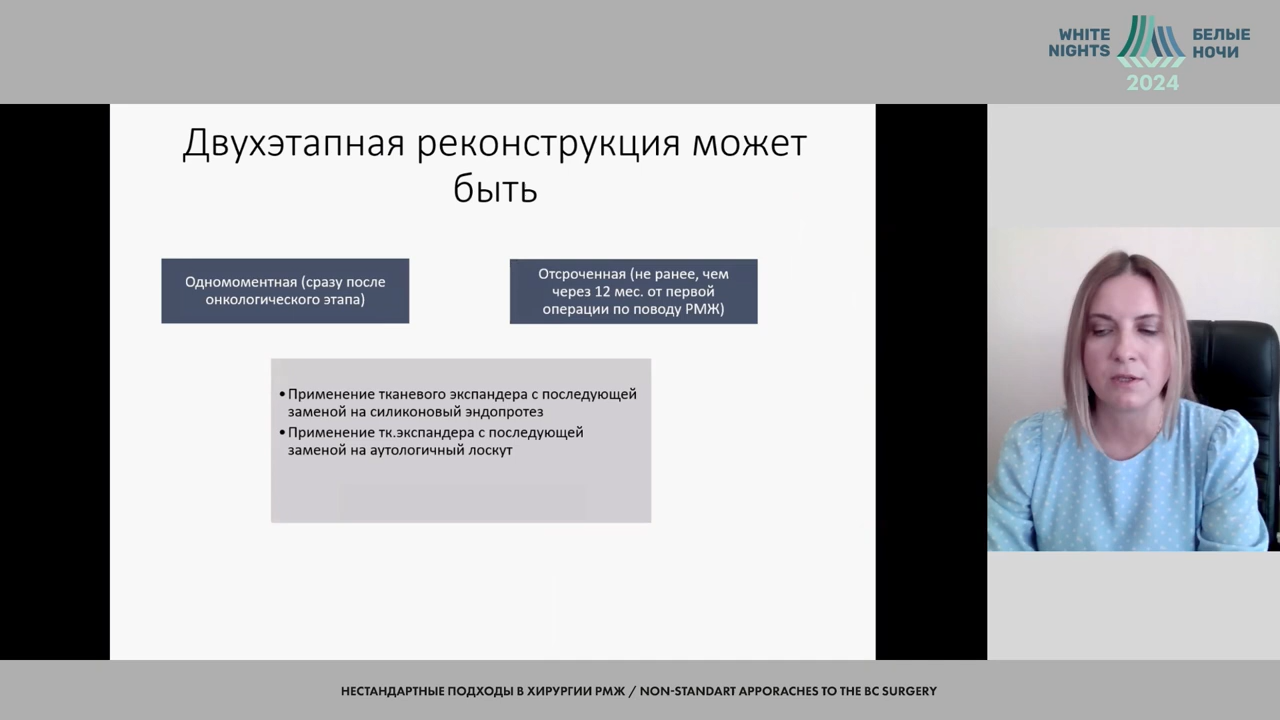 WHITE
NIGHTS
БЕЛЫЕ
НОЧИ
2024
Двухэтапная реконструкция может
быть
Одномоментная (сразу после
онкологического этапа)
Отсроченная (не ранее, чем
через 12 мес. от первой
операции по поводу РМЖ)
•Применение тканевого экспандера с последующей
заменой на силиконовый эндопротез
•Применение тк.экспандера с последующей
заменой на аутологичный лоскут
НЕСТАНДАРТНЫЕ ПОДХОДЫ В ХИРУРГИИ РМЖ / NON-STANDART APPORACHES TO THE BC SURGERY